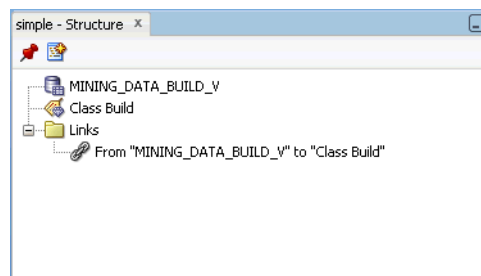 simple - Structure x
MINING_DATA_BUILD_V
Class Build
Links
From "MINING_DATA_BUILD_V" to "Class Build"